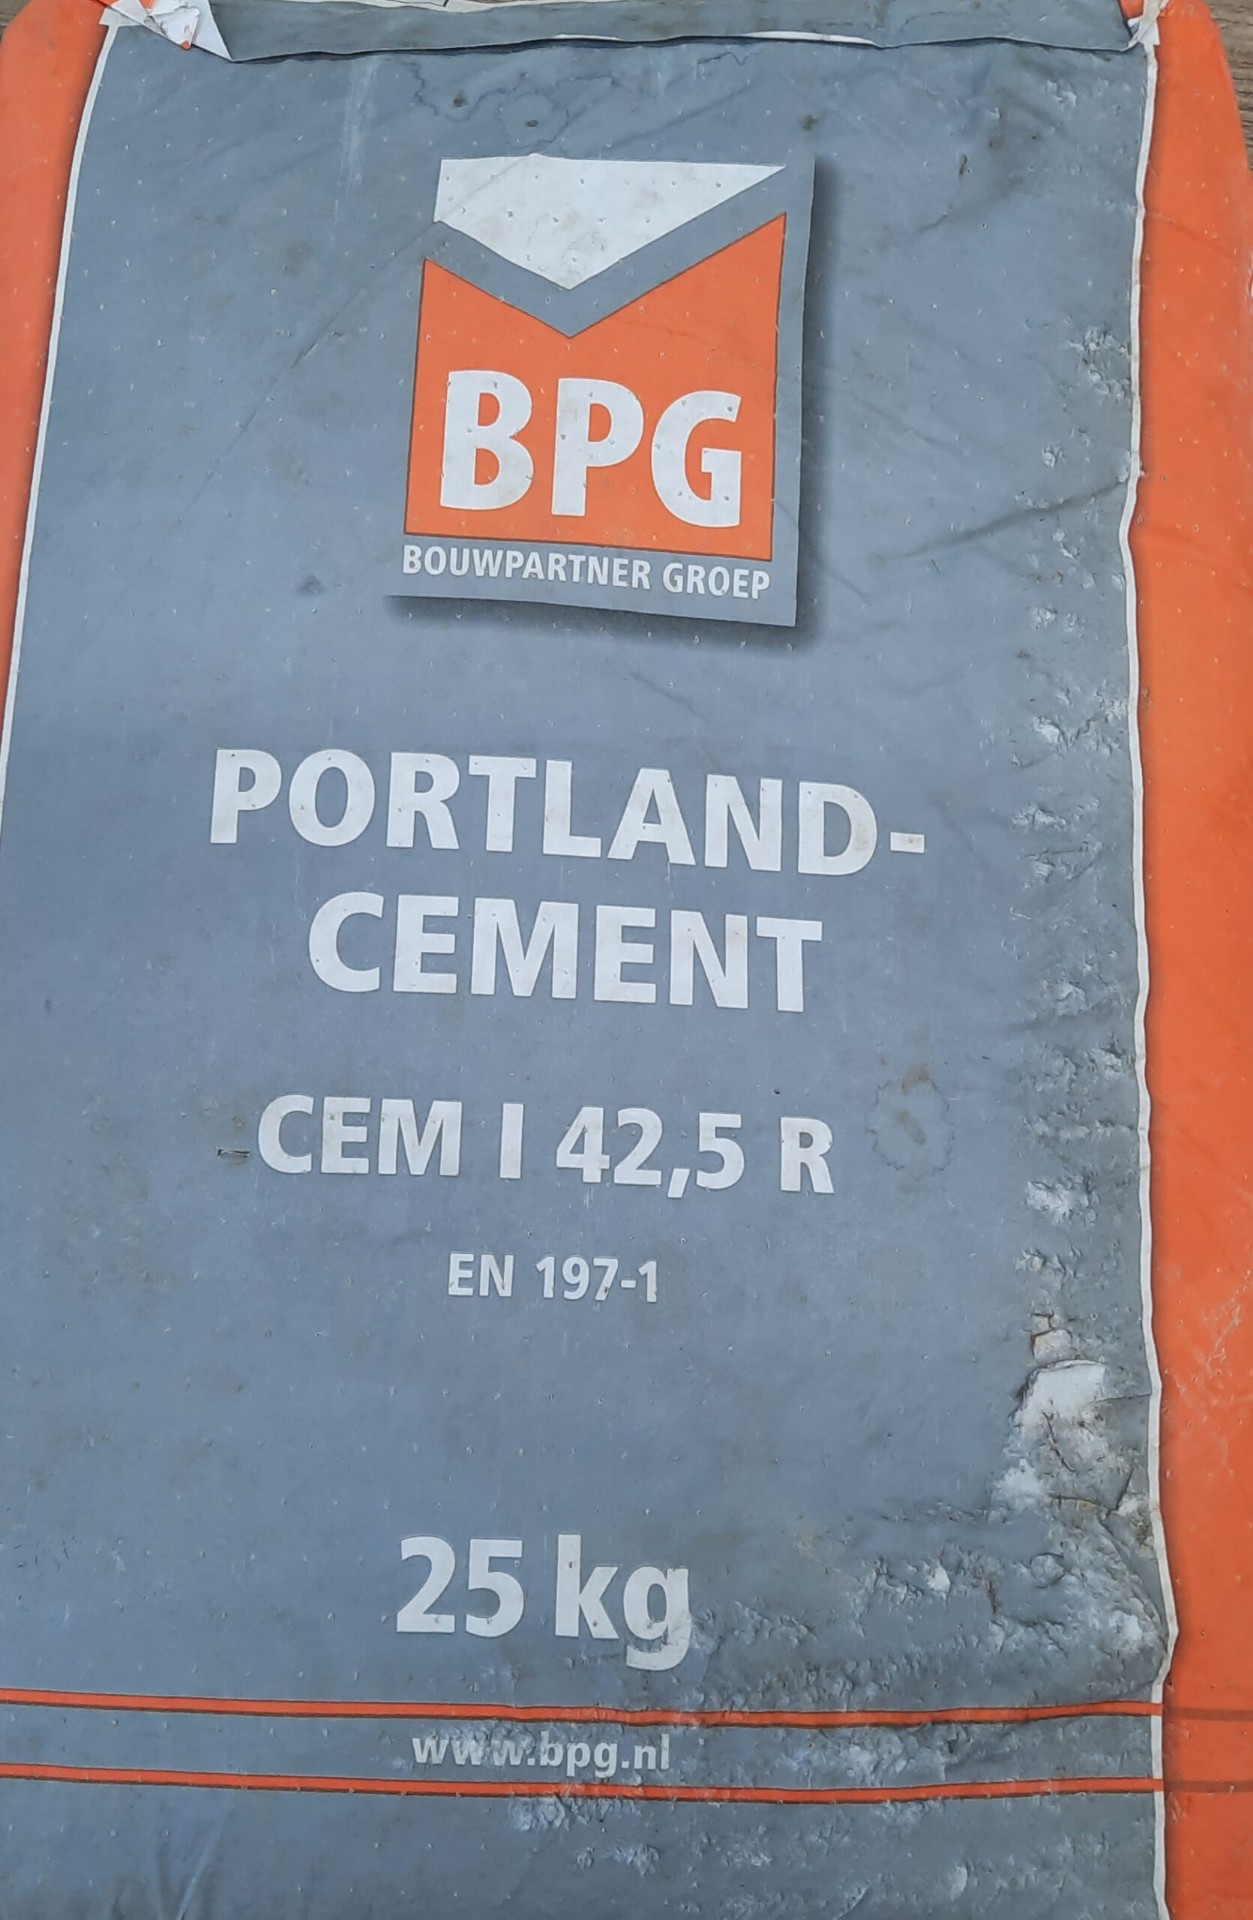 BPG
BOUWPARTNER GROEP
PORTLAND-
CEMENT
CEM I 42,5 R
EN 197-1
25 kg
www.bpg.nl